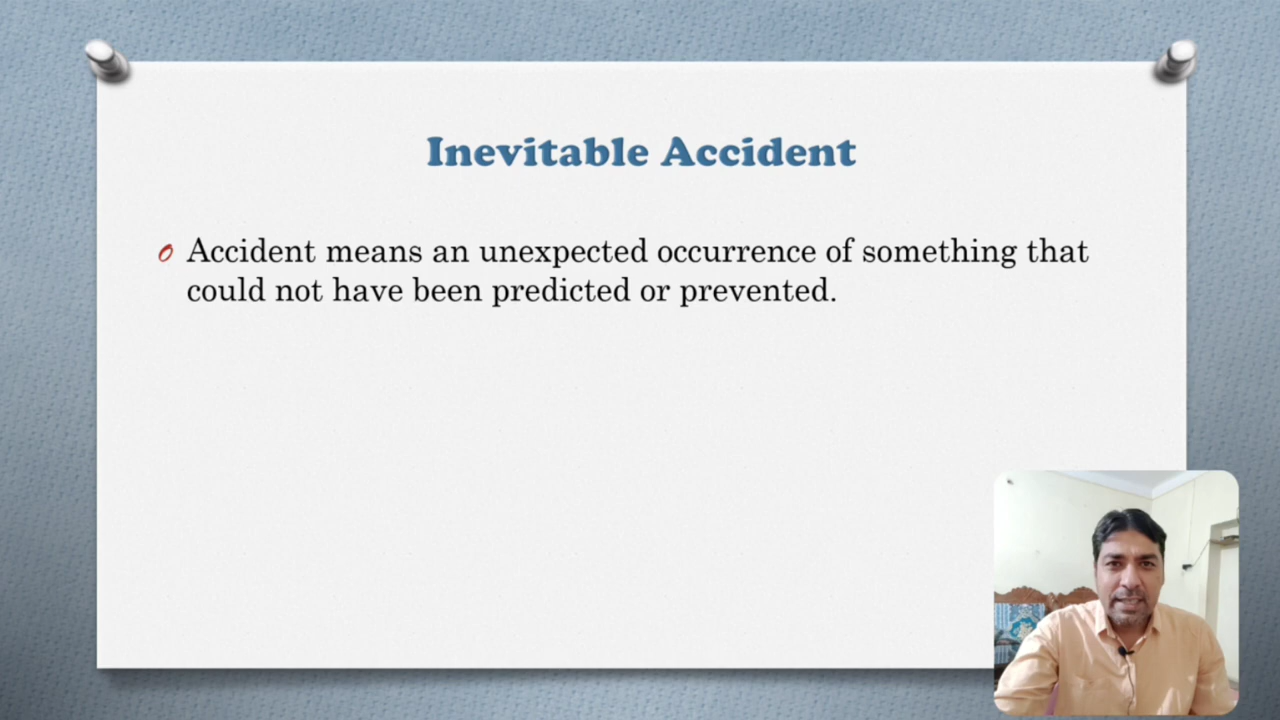 Inevitable Accident
Accident means an unexpected occurrence of something that
could not have been predicted or prevented.